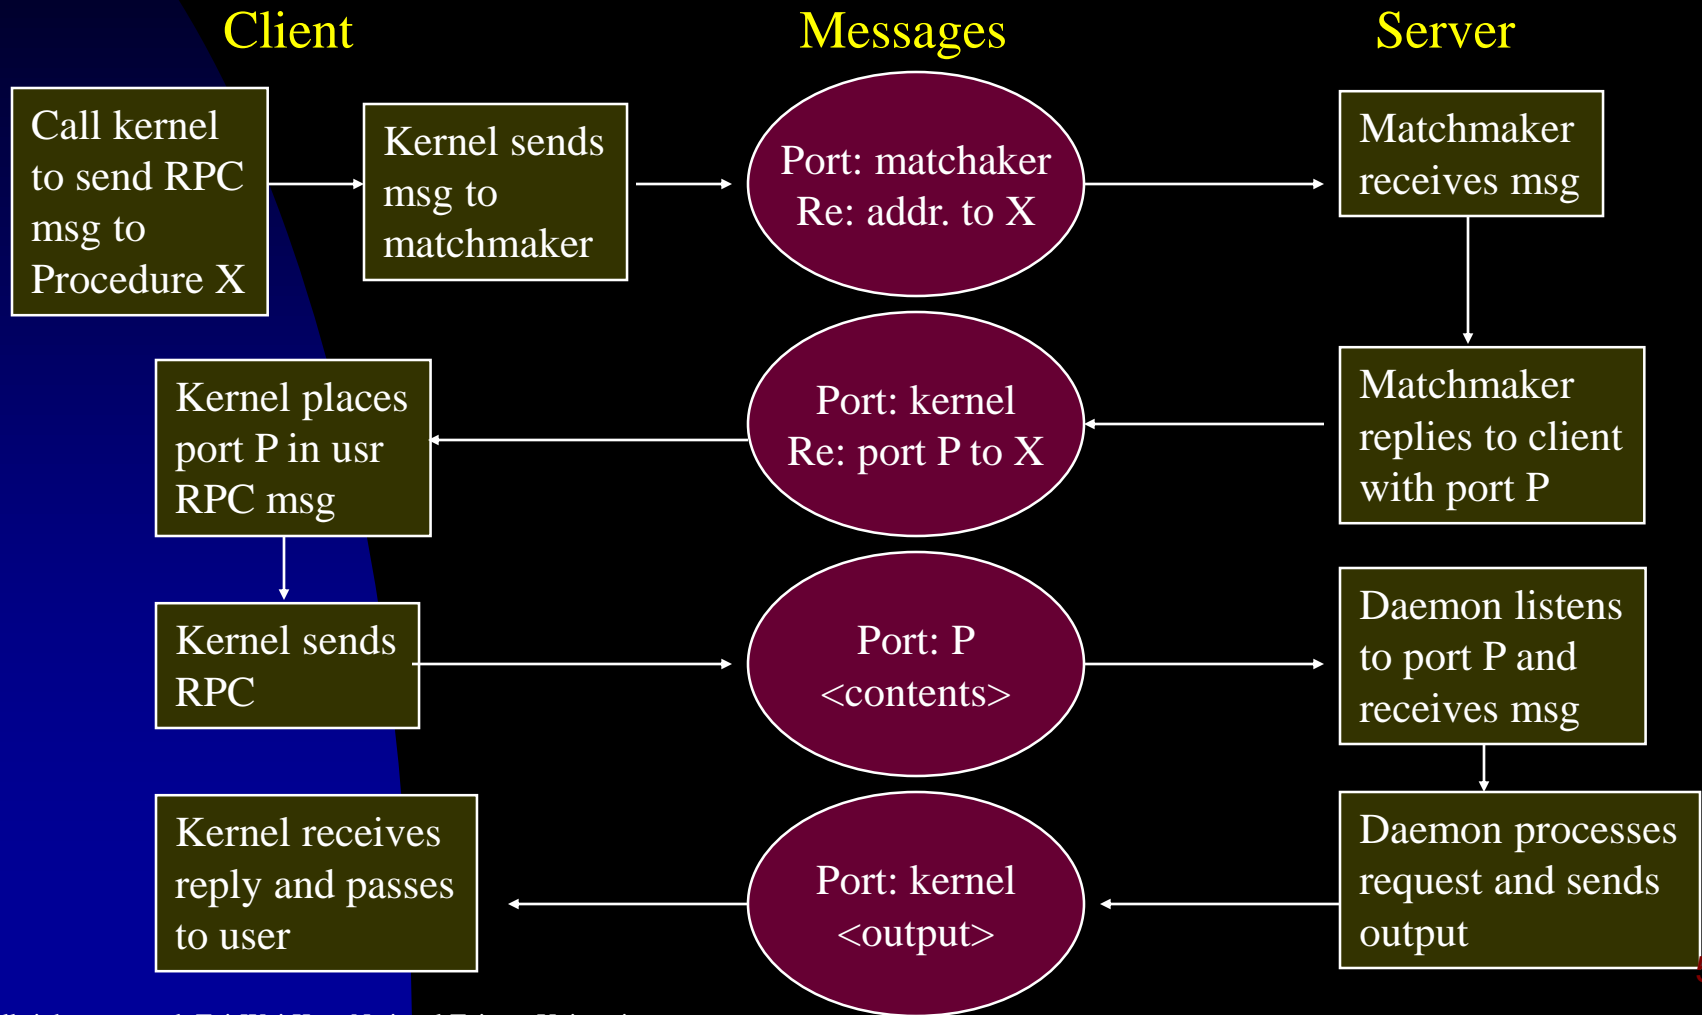 Client
Messages
Server
Call kernel
to send RPC
msg to
Procedure X
Kernel sends
msg to
matchmaker
Port: matchaker
Re: addr. to X
Matchmaker
receives msg
Kernel places
port P in usr
RPC msg
Port: kernel
Re: port P to X
Matchmaker
replies to client
with port P
Kernel sends
RPC
Port: P
<contents>
Daemon listens
to port P and
receives msg
Kernel receives
reply and passes
to user
Port: kernel
<output>
Daemon processes
request and sends
output